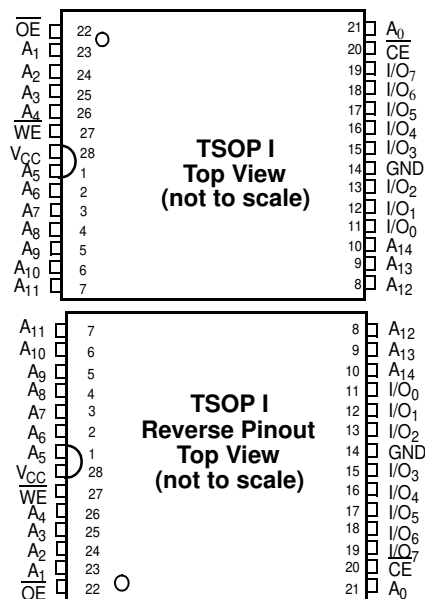 OE 22 21 A0
A1 23 20 CE
A2 24 19 I/O7
A3 25 18 I/O6
A4 26 17 I/O5
WE 27 16 I/O4
VCC 28 15 I/O3
A5 1 14 GND
A6 2 13 I/O2
A7 3 12 I/O1
A8 4 11 I/O0
A9 5 10 A14
A10 6 9 A13
A11 7 8 A12
TSOP I
Top View
(not to scale)
A11 7 8 A12
A10 6 9 A13
A9 5 10 A14
A8 4 11 I/O0
A7 3 12 I/O1
A6 2 13 I/O2
A5 1 14 GND
VCC 28 15 I/O3
WE 27 16 I/O4
A4 26 17 I/O5
A3 25 18 I/O6
A2 24 19 I/O7
A1 23 20 CE
OE 22 21 A0
TSOP I
Reverse Pinout
Top View
(not to scale)